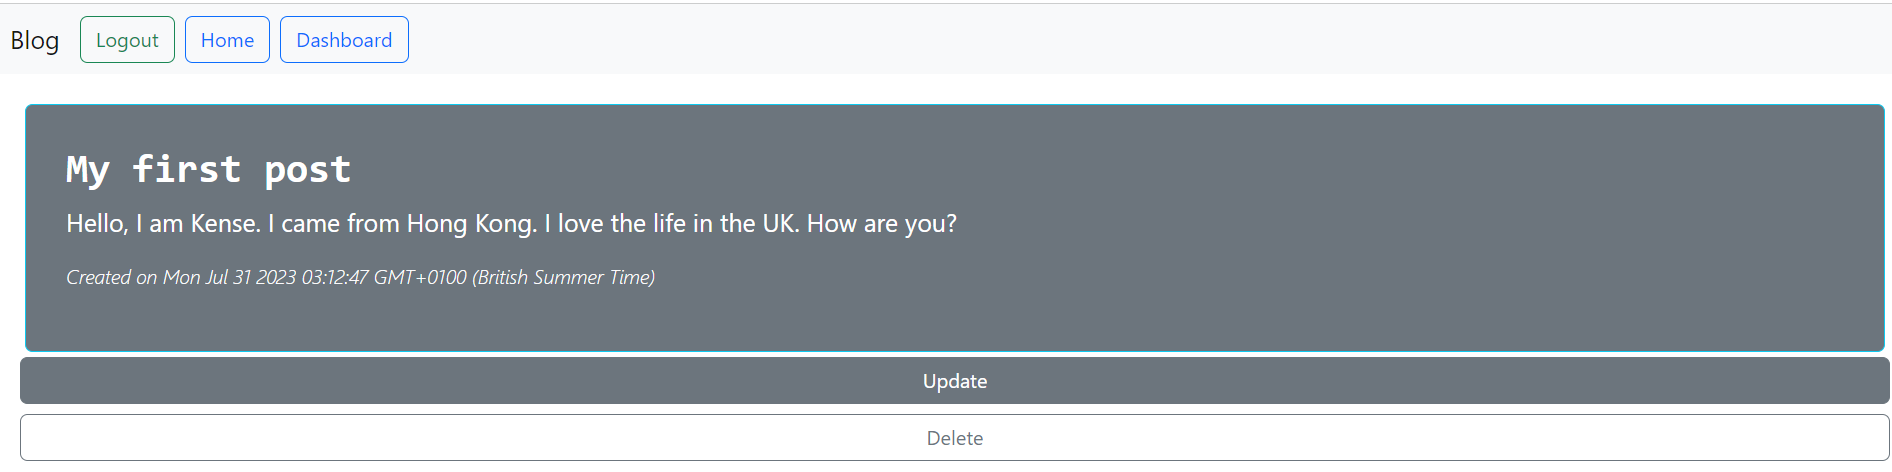 Blog Logout Home Dashboard
My first post
Hello, I am Kense. I came from Hong Kong. I love the life in the UK. How are you?
Created on Mon Jul 31 2023 03:12:47 GMT+0100 (British Summer Time)
Update
Delete